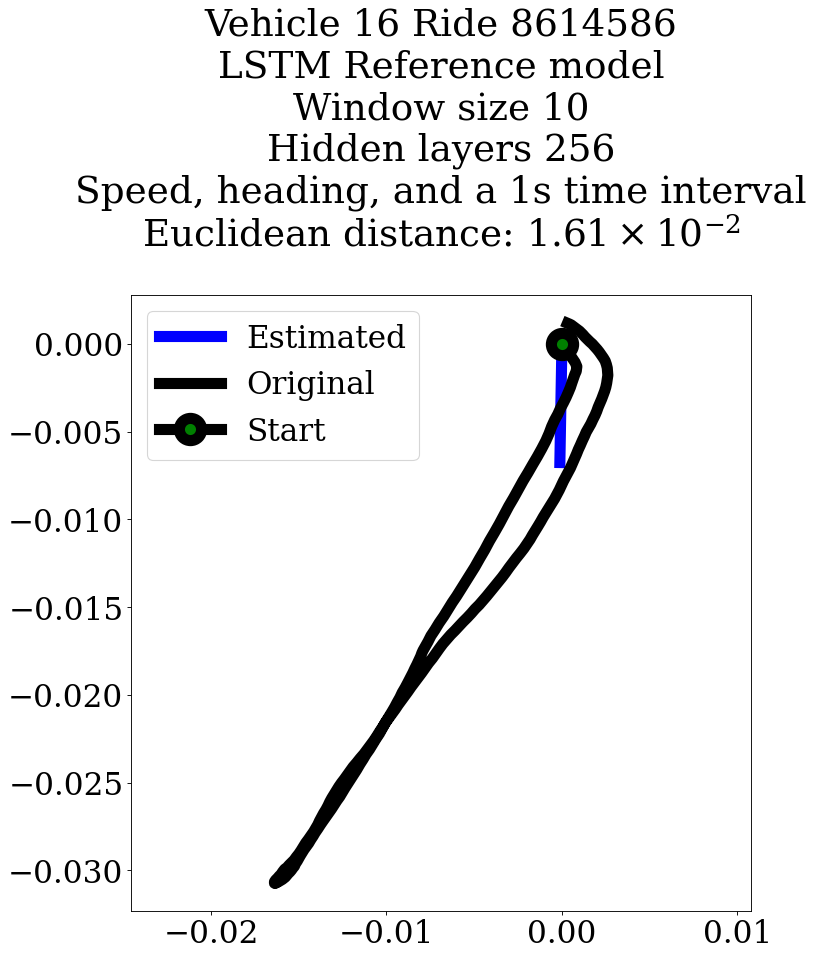 Vehicle 16 Ride 8614586
LSTM Reference model
Window size 10
Hidden layers 256
Speed, heading, and a 1s time interval
Euclidean distance: 1.61 × 10⁻²
Estimated
Original
Start
0.000
−0.005
−0.010
−0.015
−0.020
−0.025
−0.030
−0.02 −0.01 0.00 0.01